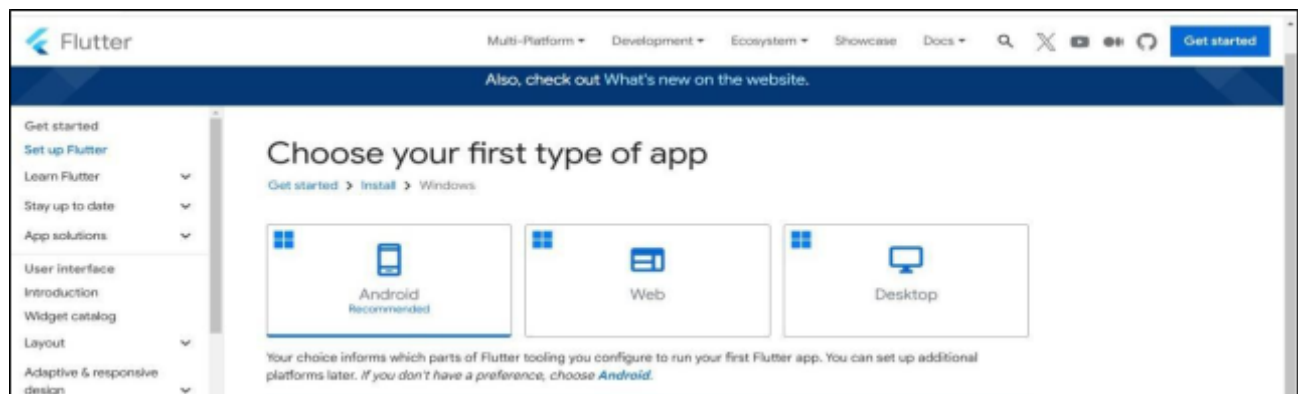 Flutter
Multi-Platform Development Ecosystem Showcase Docs Get started
Also, check out What's new on the website.
Get started
Set up Flutter
Learn Flutter
Stay up to date
App solutions
User interface
Introduction
Widget catalog
Layout
Adaptive & responsive
design
Choose your first type of app
Get started > Install > Windows
Android
Recommended
Web
Desktop
Your choice informs which parts of Flutter tooling you configure to run your first Flutter app. You can set up additional
platforms later. If you don't have a preference, choose Android.